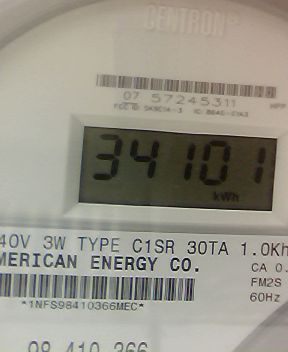 CENTRON®
07 57245311
34101
kWh
40V 3W TYPE C1SR 30TA 1.0Kh
MERICAN ENERGY CO.
CA 0.
FM2S
*1NFS98410366MEC*
60Hz
98 410 366